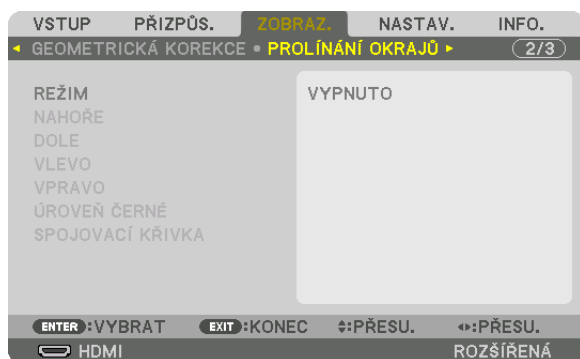 VSTUP PŘIZPŮS. ZOBRAZ. NASTAV. INFO.
GEOMETRICKÁ KOREKCE • PROLÍNÁNÍ OKRAJŮ 2/3
REŽIM VYPNUTO
NAHOŘE
DOLE
VLEVO
VPRAVO
ÚROVEŇ ČERNÉ
SPOJOVACÍ KŘIVKA
ENTER :VYBRAT EXIT :KONEC :PŘESU. :PŘESU.
HDMI ROZŠÍŘENÁ